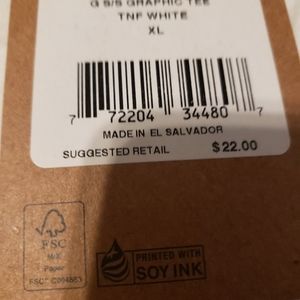 G S/S GRAPHIC TEE
TNF WHITE
XL
7 72204 34480 7
MADE IN EL SALVADOR
SUGGESTED RETAIL $22.00
FSC
MIX
Paper
PRINTED WITH
SOY INK